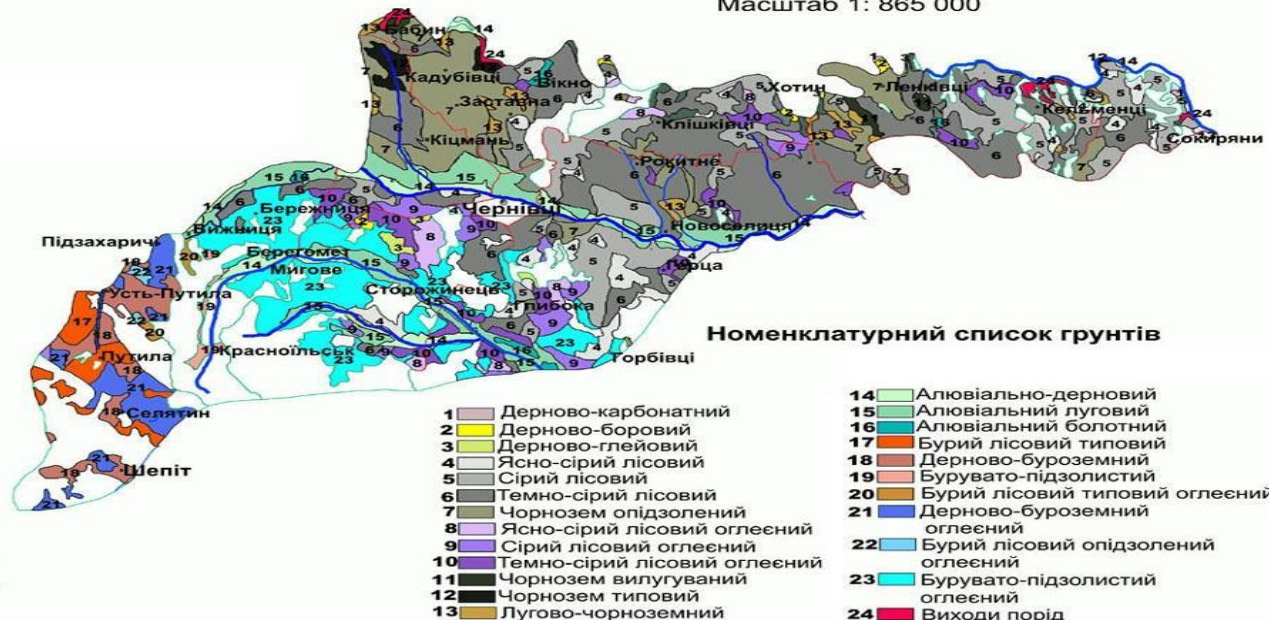 Масштаб 1: 865 000
Бабин
Кадубівці
Вікно
Заставна
Хотин
Ленківці
Кельменці
Сокиряни
Клішківці
Кіцмань
Рокитне
Бережниця
Чернівці
Новоселиця
Вижниця
Підзахаричі
Берегомет
Мигове
Герца
Усть-Путила
Сторожинець
Глибока
Путила
Красноїльськ
Горбівці
Селятин
Шепіт
Номенклатурний список грунтів
1 Дерново-карбонатний
2 Дерново-боровий
3 Дерново-глейовий
4 Ясно-сірий лісовий
5 Сірий лісовий
6 Темно-сірий лісовий
7 Чорнозем опідзолений
8 Ясно-сірий лісовий оглеєний
9 Сірий лісовий оглеєний
10 Темно-сірий лісовий оглеєний
11 Чорнозем вилугуваний
12 Чорнозем типовий
13 Лугово-чорноземний
14 Алювіально-дерновий
15 Алювіальний луговий
16 Алювіальний болотний
17 Бурий лісовий типовий
18 Дерново-буроземний
19 Бурувато-підзолистий
20 Бурий лісовий типовий оглеєний
21 Дерново-буроземний
оглеєний
22 Бурий лісовий опідзолений
оглеєний
23 Бурувато-підзолистий
оглеєний
24 Виходи порід